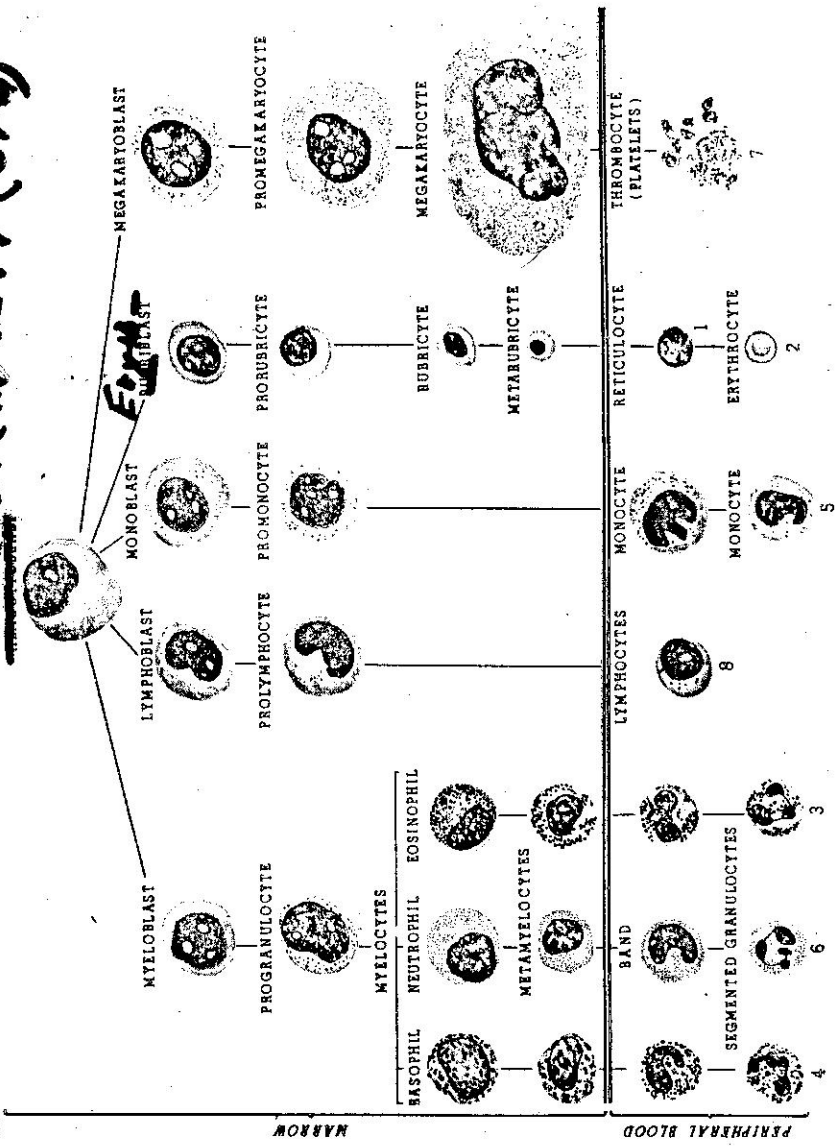 MYELOBLAST
LYMPHOBLAST
MONOBLAST
MEGAKARYOBLAST
PROGRANULOCYTE
PROLYMPHOCYTE
PROMONOCYTE
PRORUBRICYTE
PROMEGAKARYOCYTE
MYELOCYTES
BASOPHIL
NEUTROPHIL
EOSINOPHIL
RUBRICYTE
MEGAKARYOCYTE
METAMYELOCYTES
METARUBRICYTE
MARROW
BAND
LYMPHOCYTES
MONOCYTE
RETICULOCYTE
THROMBOCYTE
(PLATELETS)
8
1
7
SEGMENTED GRANULOCYTES
MONOCYTE
ERYTHROCYTE
4
6
3
5
2
PERIPHERAL BLOOD